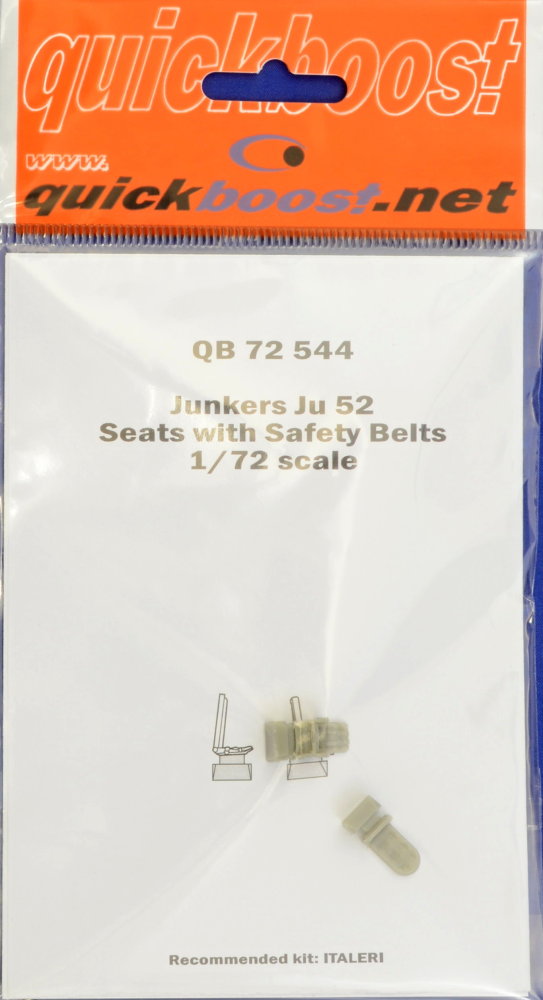 quickboost
www.
quickboost.net
QB 72 544
Junkers Ju 52
Seats with Safety Belts
1/72 scale
Recommended kit: ITALERI